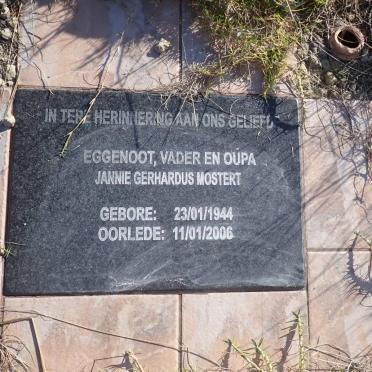 IN TERE HERINNERING AAN ONS GELIEFDE
EGGENOOT, VADER EN OUPA
JANNIE GERHARDUS MOSTERT
GEBORE: 23/01/1944
OORLEDE: 11/01/2006